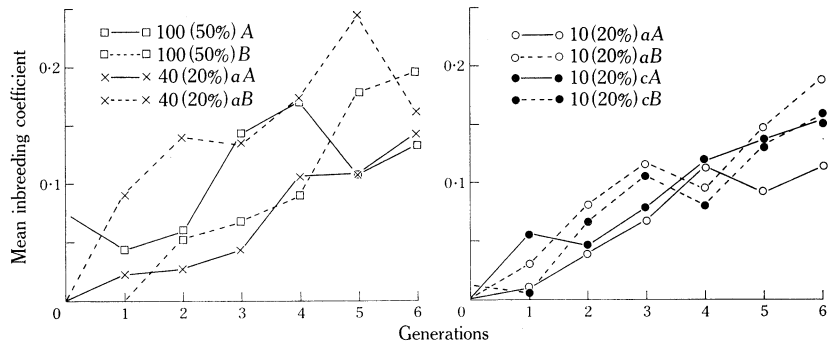 Mean inbreeding coefficient
100 (50%) A
100 (50%) B
40 (20%) aA
40 (20%) aB
0·2
0·1
0 1 2 3 4 5 6
10 (20%) aA
10 (20%) aB
10 (20%) cA
10 (20%) cB
0·2
0·1
0 1 2 3 4 5 6
Generations